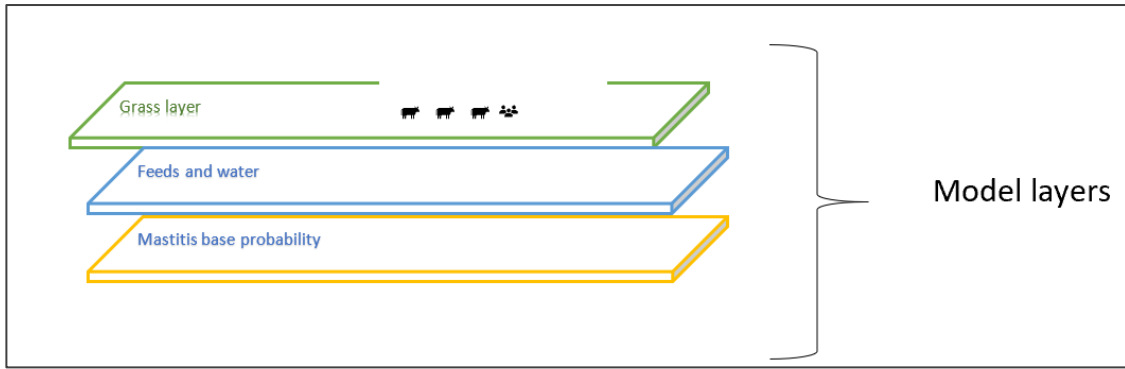 Grass layer
Feeds and water
Mastitis base probability
Model layers